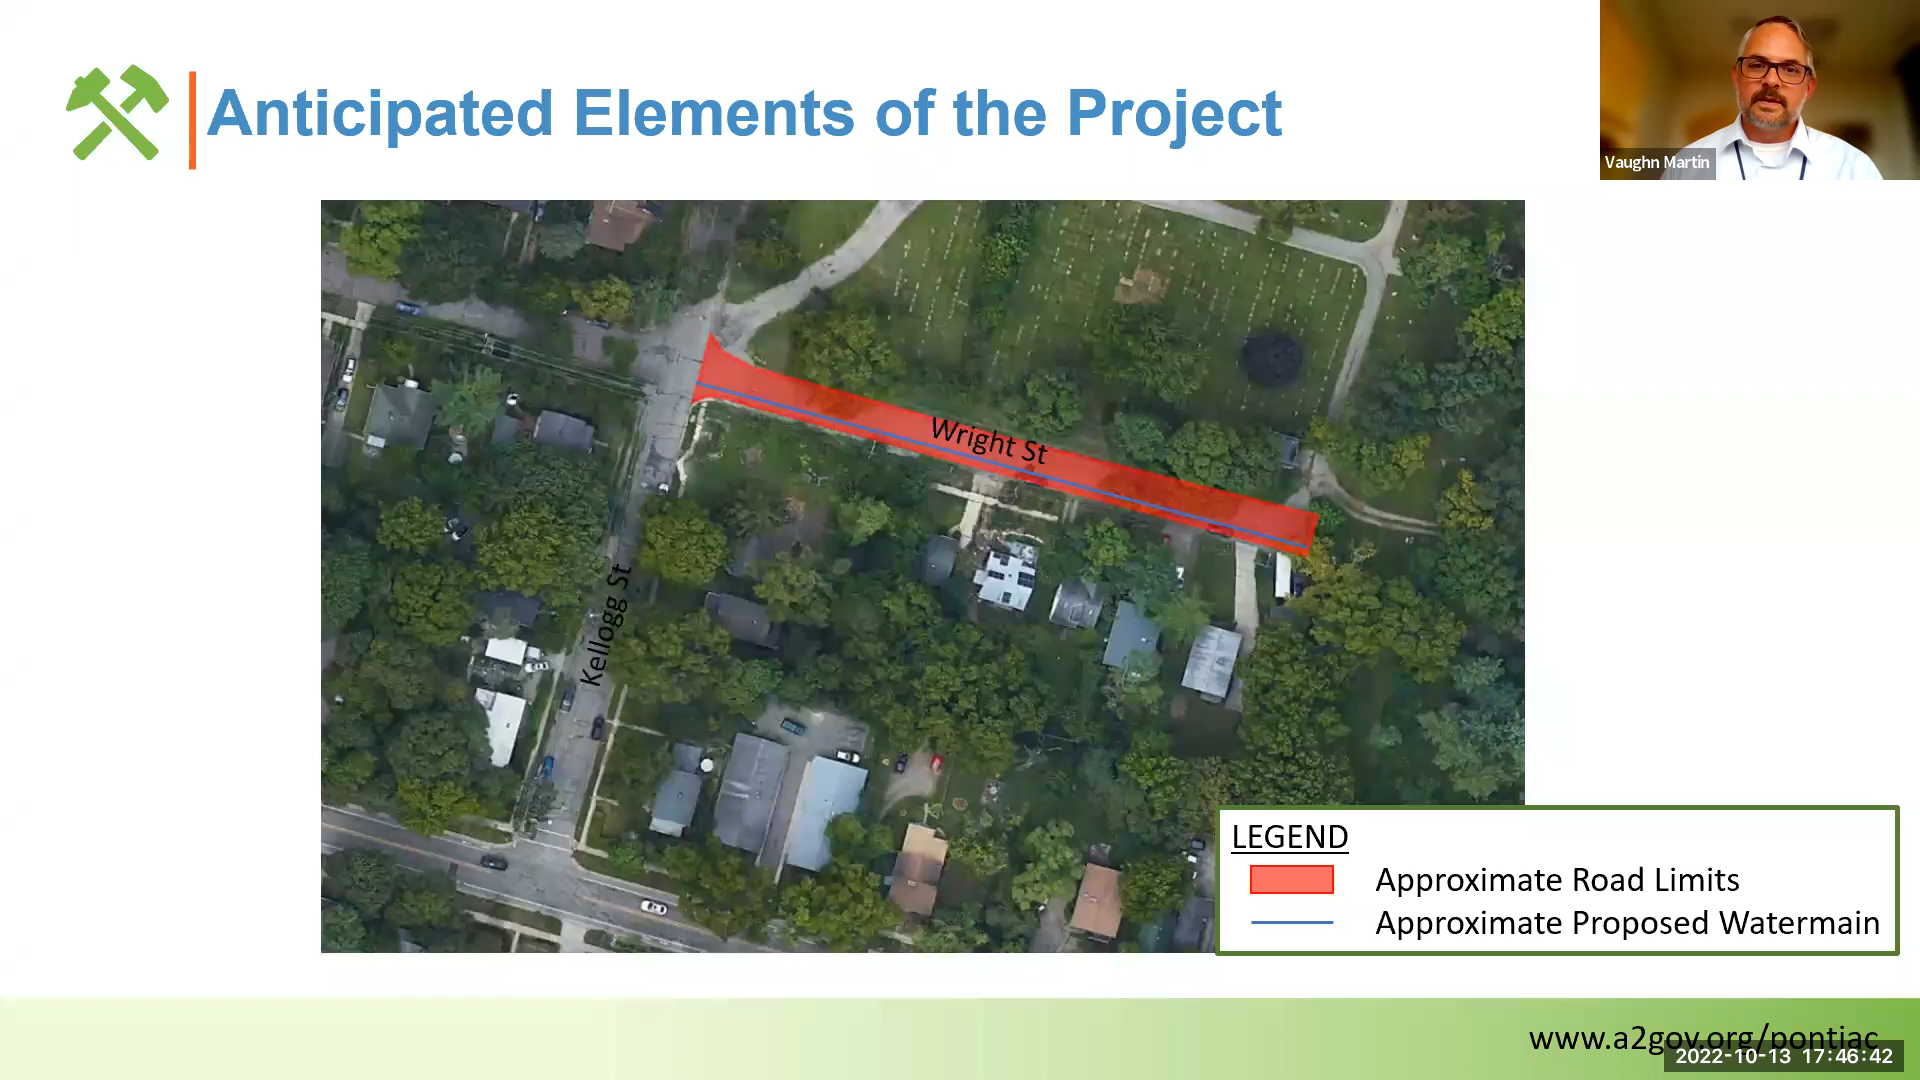 Anticipated Elements of the Project
Vaughn Martin
Wright St
Kellogg St
LEGEND
Approximate Road Limits
Approximate Proposed Watermain
www.a2gov.org/pontiac
2022-10-13 17:46:42